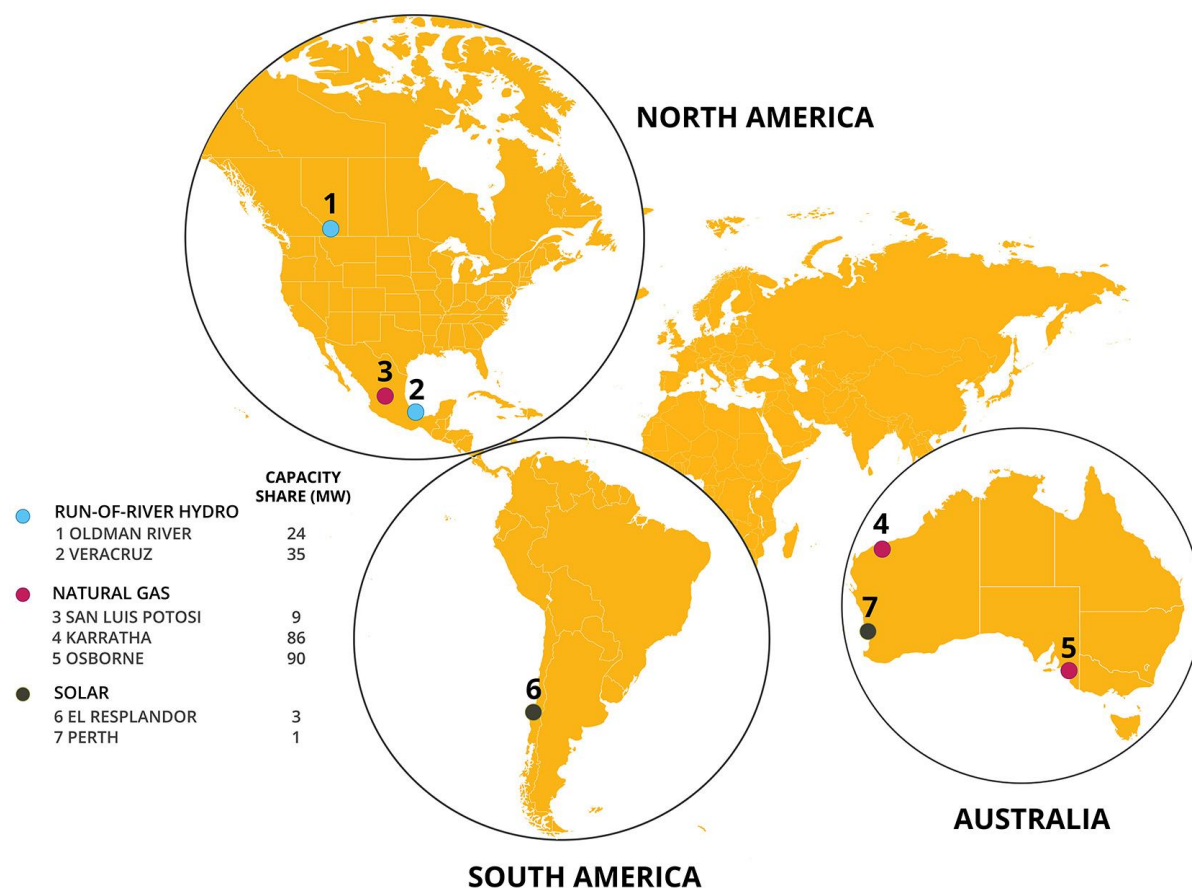 NORTH AMERICA
1
3
2
CAPACITY
SHARE (MW)
RUN-OF-RIVER HYDRO
1 OLDMAN RIVER 24
2 VERACRUZ 35
NATURAL GAS
3 SAN LUIS POTOSI 9
4 KARRATHA 86
5 OSBORNE 90
SOLAR
6 EL RESPLANDOR 3
7 PERTH 1
6
SOUTH AMERICA
4
7
5
AUSTRALIA